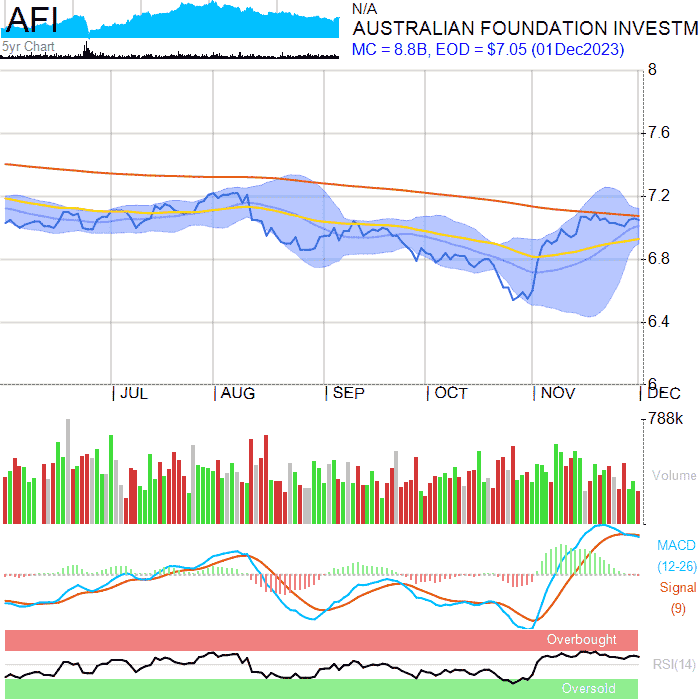 AFI
N/A
AUSTRALIAN FOUNDATION INVESTM
5yr Chart
MC = 8.8B, EOD = $7.05 (01Dec2023)
8
7.6
7.2
6.8
6.4
6
JUL AUG SEP OCT NOV DEC
788k
Volume
MACD
(12-26)
Signal
(9)
Overbought
RSI(14)
Oversold